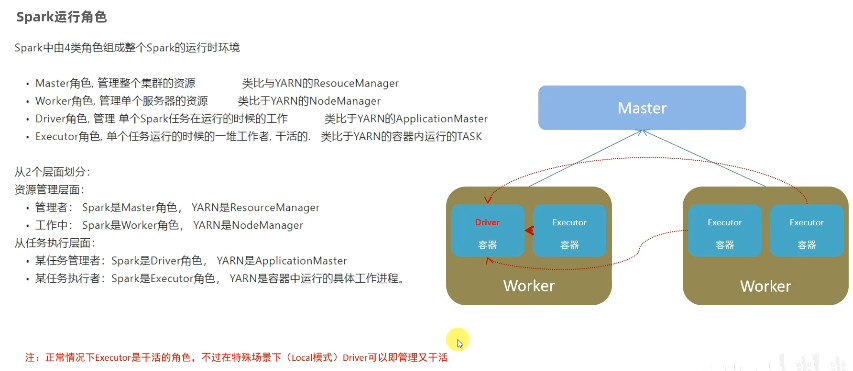 Spark运行角色
Spark中由4类角色组成整个Spark的运行时环境
• Master角色, 管理整个集群的资源 类比与YARN的ResouceManager
• Worker角色, 管理单个服务器的资源 类比于YARN的NodeManager
• Driver角色, 管理 单个Spark任务在运行的时候的工作 类比于YARN的ApplicationMaster
• Executor角色, 单个任务运行的时候的一堆工作者, 干活的. 类比于YARN的容器内运行的TASK
从2个层面划分:
资源管理层面:
• 管理者: Spark是Master角色, YARN是ResourceManager
• 工作中: Spark是Worker角色, YARN是NodeManager
从任务执行层面:
• 某任务管理者: Spark是Driver角色, YARN是ApplicationMaster
• 某任务执行者: Spark是Executor角色, YARN是容器中运行的具体工作进程。
Master
Driver
容器
Executor
容器
Worker
Executor
容器
Executor
容器
Worker
注: 正常情况下Executor是干活的角色, 不过在特殊场景下 (Local模式) Driver可以即管理又干活